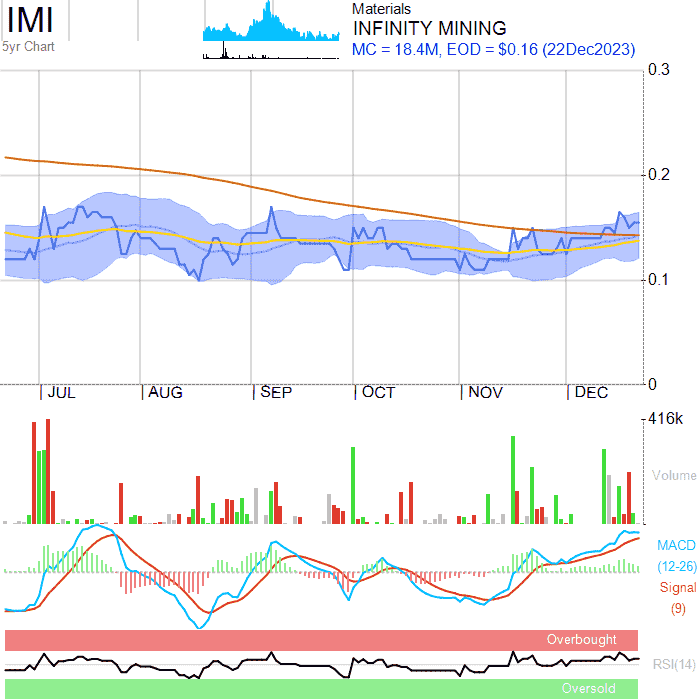 IMI
5yr Chart
Materials
INFINITY MINING
MC = 18.4M, EOD = $0.16 (22Dec2023)
0.3
0.2
0.1
0
JUL AUG SEP OCT NOV DEC
416k
Volume
MACD
(12-26)
Signal
(9)
Overbought
RSI(14)
Oversold